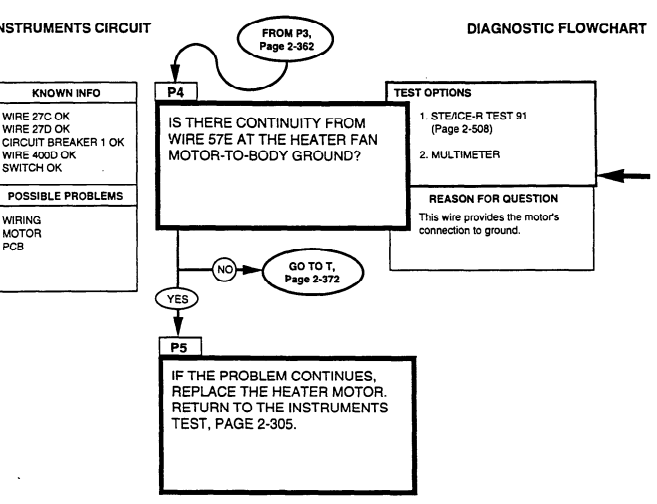 NSTRUMENTS CIRCUIT
DIAGNOSTIC FLOWCHART
FROM P3,
Page 2-362
KNOWN INFO
WIRE 27C OK
WIRE 27D OK
CIRCUIT BREAKER 1 OK
WIRE 400D OK
SWITCH OK
POSSIBLE PROBLEMS
WIRING
MOTOR
PCB
P4
IS THERE CONTINUITY FROM
WIRE 57E AT THE HEATER FAN
MOTOR-TO-BODY GROUND?
TEST OPTIONS
1. STE/ICE-R TEST 91
(Page 2-508)
2. MULTIMETER
REASON FOR QUESTION
This wire provides the motor's
connection to ground.
NO
GO TO T,
Page 2-372
YES
P5
IF THE PROBLEM CONTINUES,
REPLACE THE HEATER MOTOR.
RETURN TO THE INSTRUMENTS
TEST, PAGE 2-305.